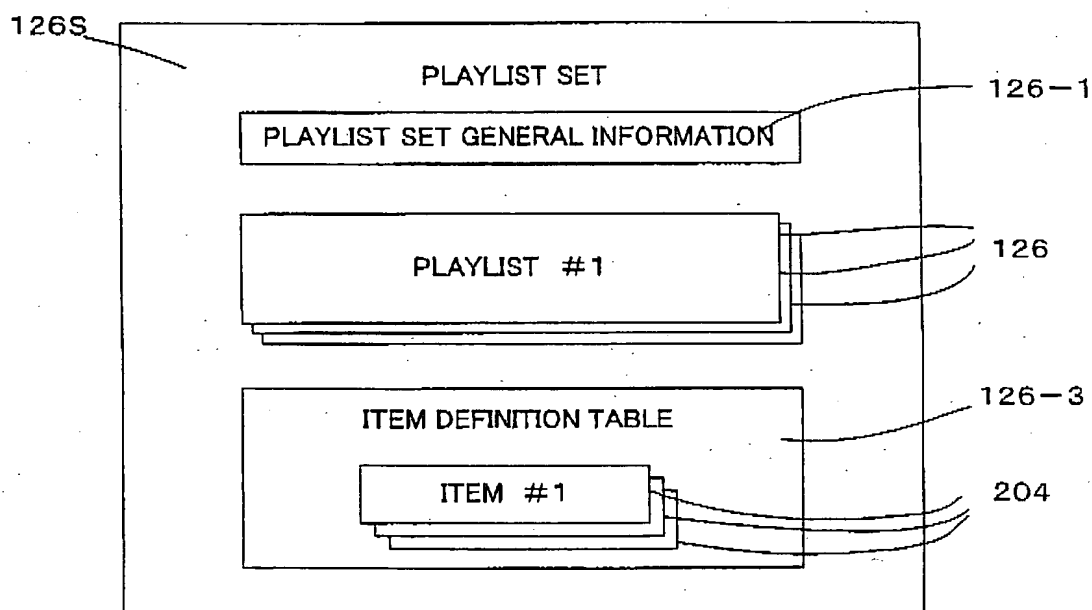 126S
PLAYLIST SET
126-1
PLAYLIST SET GENERAL INFORMATION
PLAYLIST #1
126
126-3
ITEM DEFINITION TABLE
ITEM #1
204